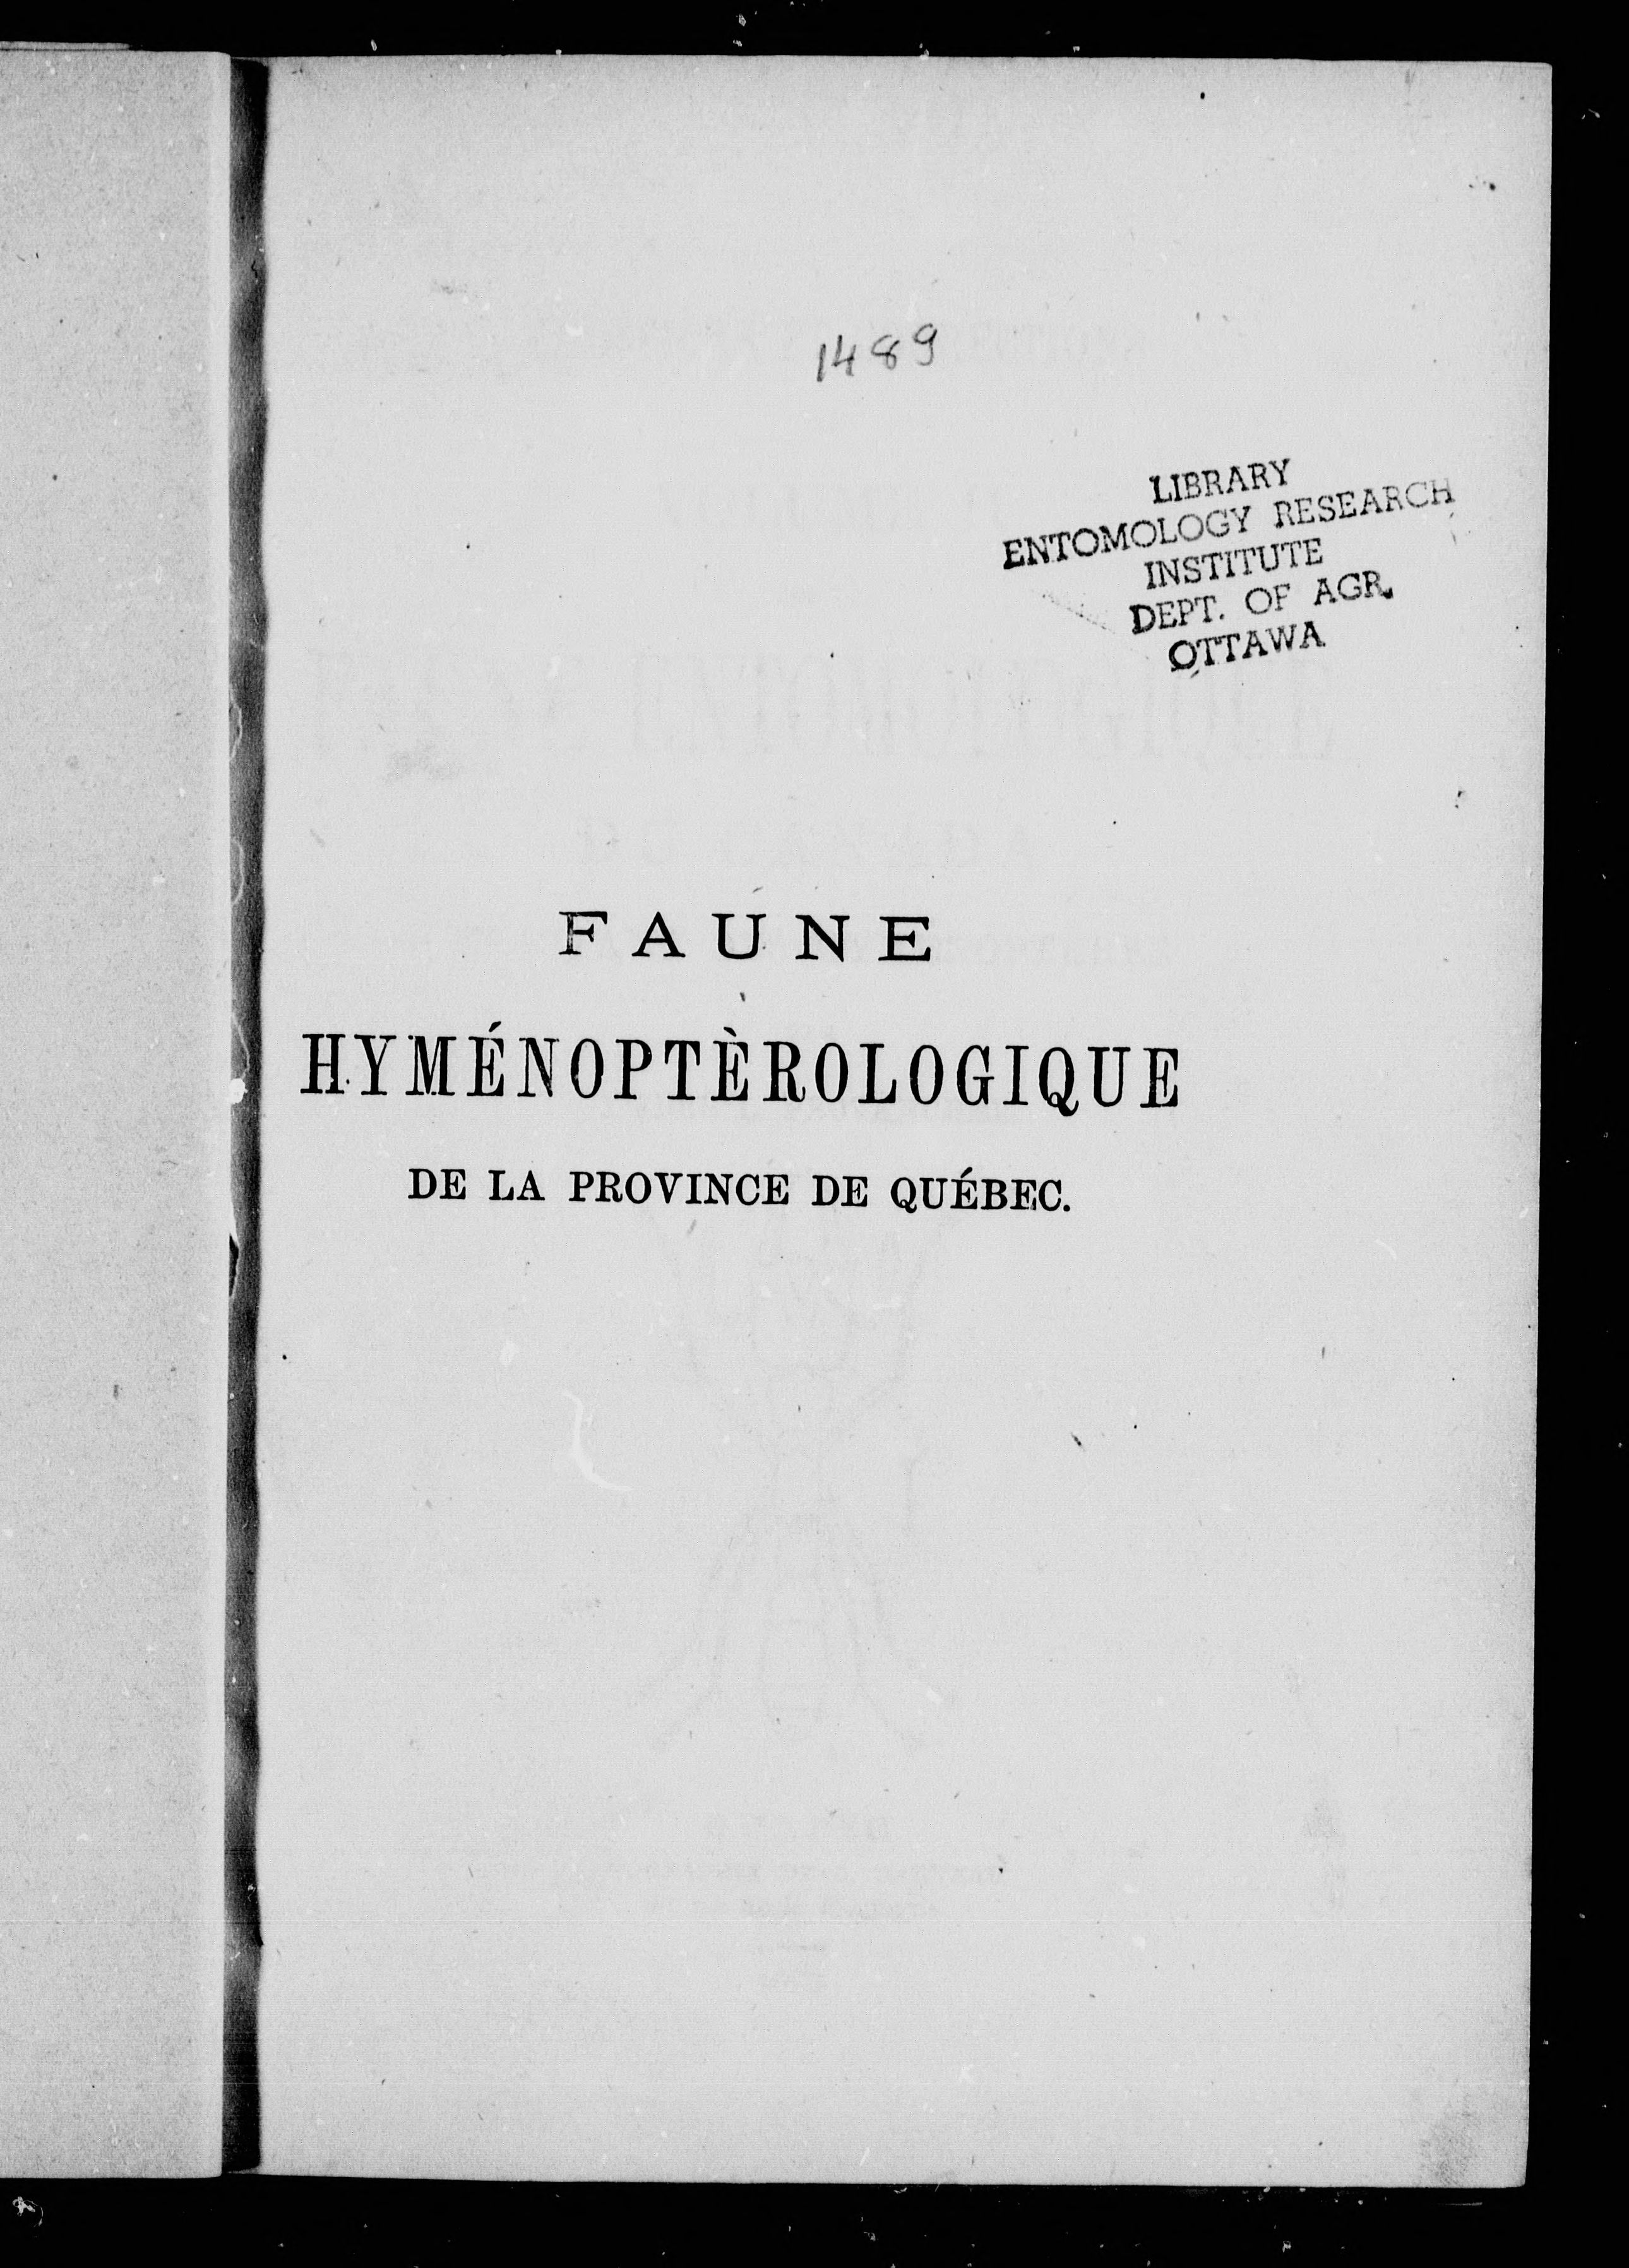 1489
LIBRARY
ENTOMOLOGY RESEARCH
INSTITUTE
DEPT. OF AGR.
OTTAWA
FAUNE
HYMÉNOPTÈROLOGIQUE
DE LA PROVINCE DE QUÉBEC.